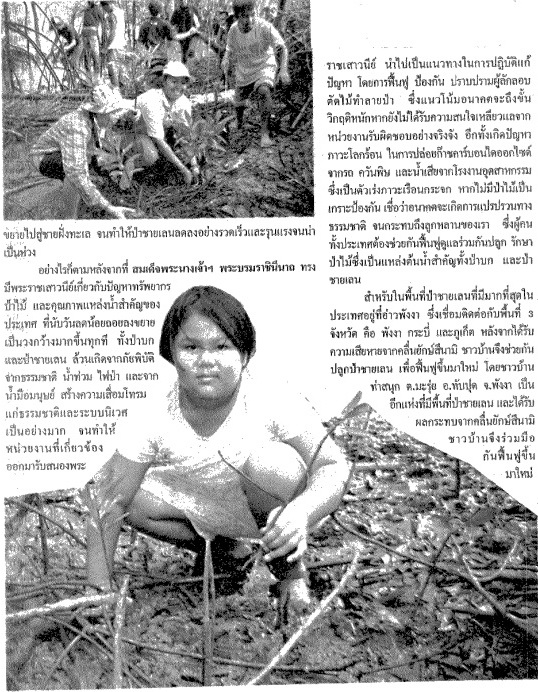 ขยายไปสู่ชายฝั่งทะเล จนทำให้ป่าชายเลนลดลงอย่างรวดเร็วและรุนแรงจนน่า
เป็นห่วง
อย่างไรก็ตามหลังจากที่ สมเด็จพระนางเจ้าฯ พระบรมราชินีนาถ ทรง
มีพระราชเสาวนีย์เกี่ยวกับปัญหาทรัพยากร
ป่าไม้ และคุณภาพแหล่งน้ำสำคัญของ
ประเทศ ที่นับวันลดน้อยถอยลงขยาย
เป็นวงกว้างมากขึ้นทุกที ทั้งป่าบก
และป่าชายเลน ล้วนเกิดจากภัยพิบัติ
จากธรรมชาติ น้ำท่วม ไฟป่า และจาก
น้ำมือมนุษย์ สร้างความเสื่อมโทรม
แก่ธรรมชาติและระบบนิเวศ
เป็นอย่างมาก จนทำให้
หน่วยงานที่เกี่ยวข้อง
ออกมารับสนองพระ
ราชเสาวนีย์ นำไปเป็นแนวทางในการปฏิบัติแก้
ปัญหา โดยการฟื้นฟู ป้องกัน ปราบปรามผู้ลักลอบ
ตัดไม้ทำลายป่า ซึ่งแนวโน้มอนาคตจะถึงขั้น
วิกฤติหนักหากยังไม่ได้รับความสนใจเหลียวแลจาก
หน่วยงานรับผิดชอบอย่างจริงจัง อีกทั้งเกิดปัญหา
ภาวะโลกร้อน ในการปล่อยก๊าซคาร์บอนไดออกไซด์
จากรถ ควันพิษ และน้ำเสียจากโรงงานอุตสาหกรรม
ซึ่งเป็นตัวเร่งภาวะเรือนกระจก หากไม่มีป่าไม้เป็น
เกราะป้องกัน เชื่อว่าอนาคตจะเกิดการแปรปรวนทาง
ธรรมชาติ จนกระทบถึงลูกหลานของเรา ซึ่งผู้คน
ทั้งประเทศต้องช่วยกันฟื้นฟูดูแลร่วมกันปลูก รักษา
ป่าไม้ซึ่งเป็นแหล่งต้นน้ำสำคัญทั้งป่าบก และป่า
ชายเลน
สำหรับในพื้นที่ป่าชายเลนที่มีมากที่สุดใน
ประเทศอยู่ที่อ่าวพังงา ซึ่งเชื่อมติดต่อกับพื้นที่ 3
จังหวัด คือ พังงา กระบี่ และภูเก็ต หลังจากได้รับ
ความเสียหายจากคลื่นยักษ์สึนามิ ชาวบ้านจึงช่วยกัน
ปลูกป่าชายเลน เพื่อฟื้นฟูขึ้นมาใหม่ โดยชาวบ้าน
ท่าสนุก ต.มะรุ่ย อ.ทับปุด จ.พังงา เป็น
อีกแห่งที่มีพื้นที่ป่าชายเลน และได้รับ
ผลกระทบจากคลื่นยักษ์สึนามิ
ชาวบ้านจึงร่วมมือ
กันฟื้นฟูขึ้น
มาใหม่